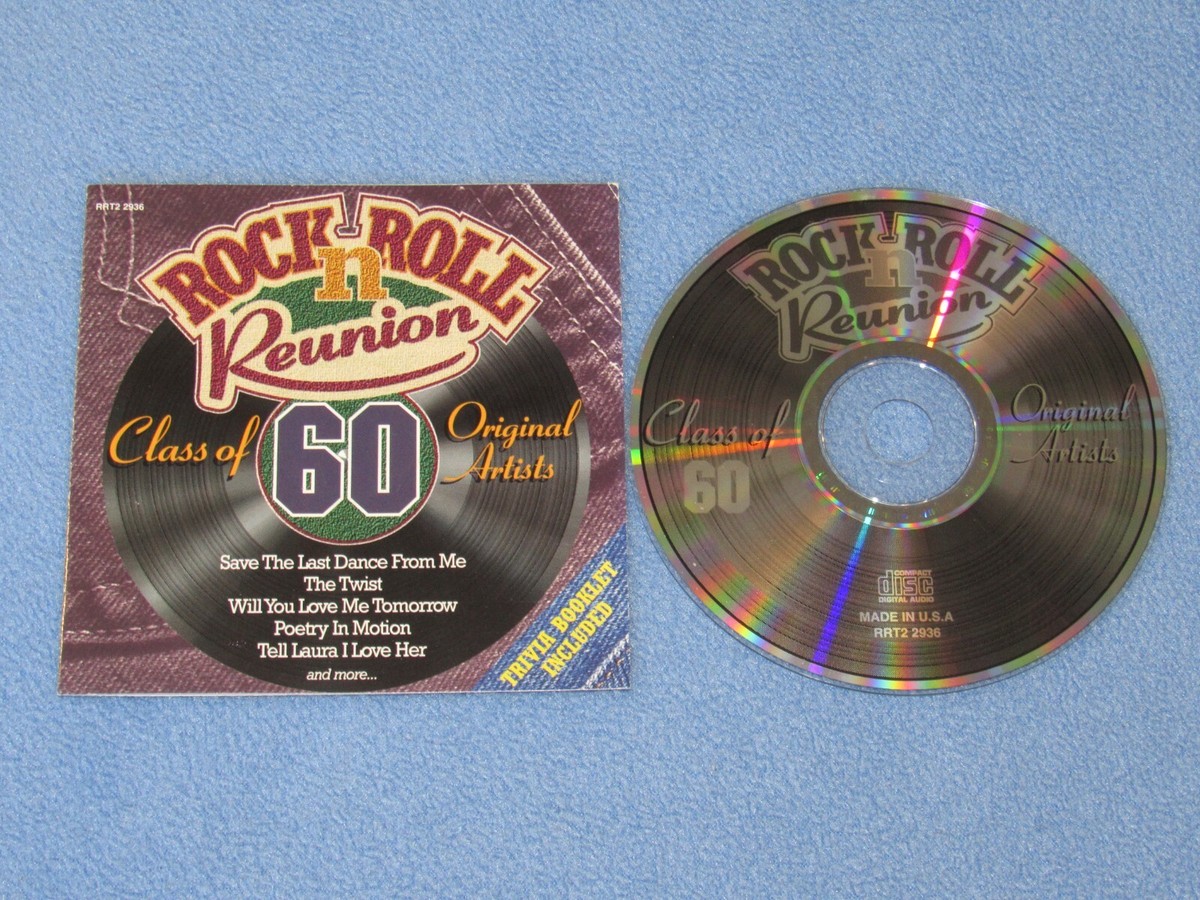 RRT2 2936
ROCK n ROLL
Reunion
Class of
60
Original
Artists
Save The Last Dance From Me
The Twist
Will You Love Me Tomorrow
Poetry In Motion
Tell Laura I Love Her
and more...
TRIVIA BOOKLET
INCLUDED
ROCK n ROLL
Reunion
Class of
60
Original
Artists
COMPACT
disc
DIGITAL AUDIO
MADE IN U.S.A
RRT2 2936